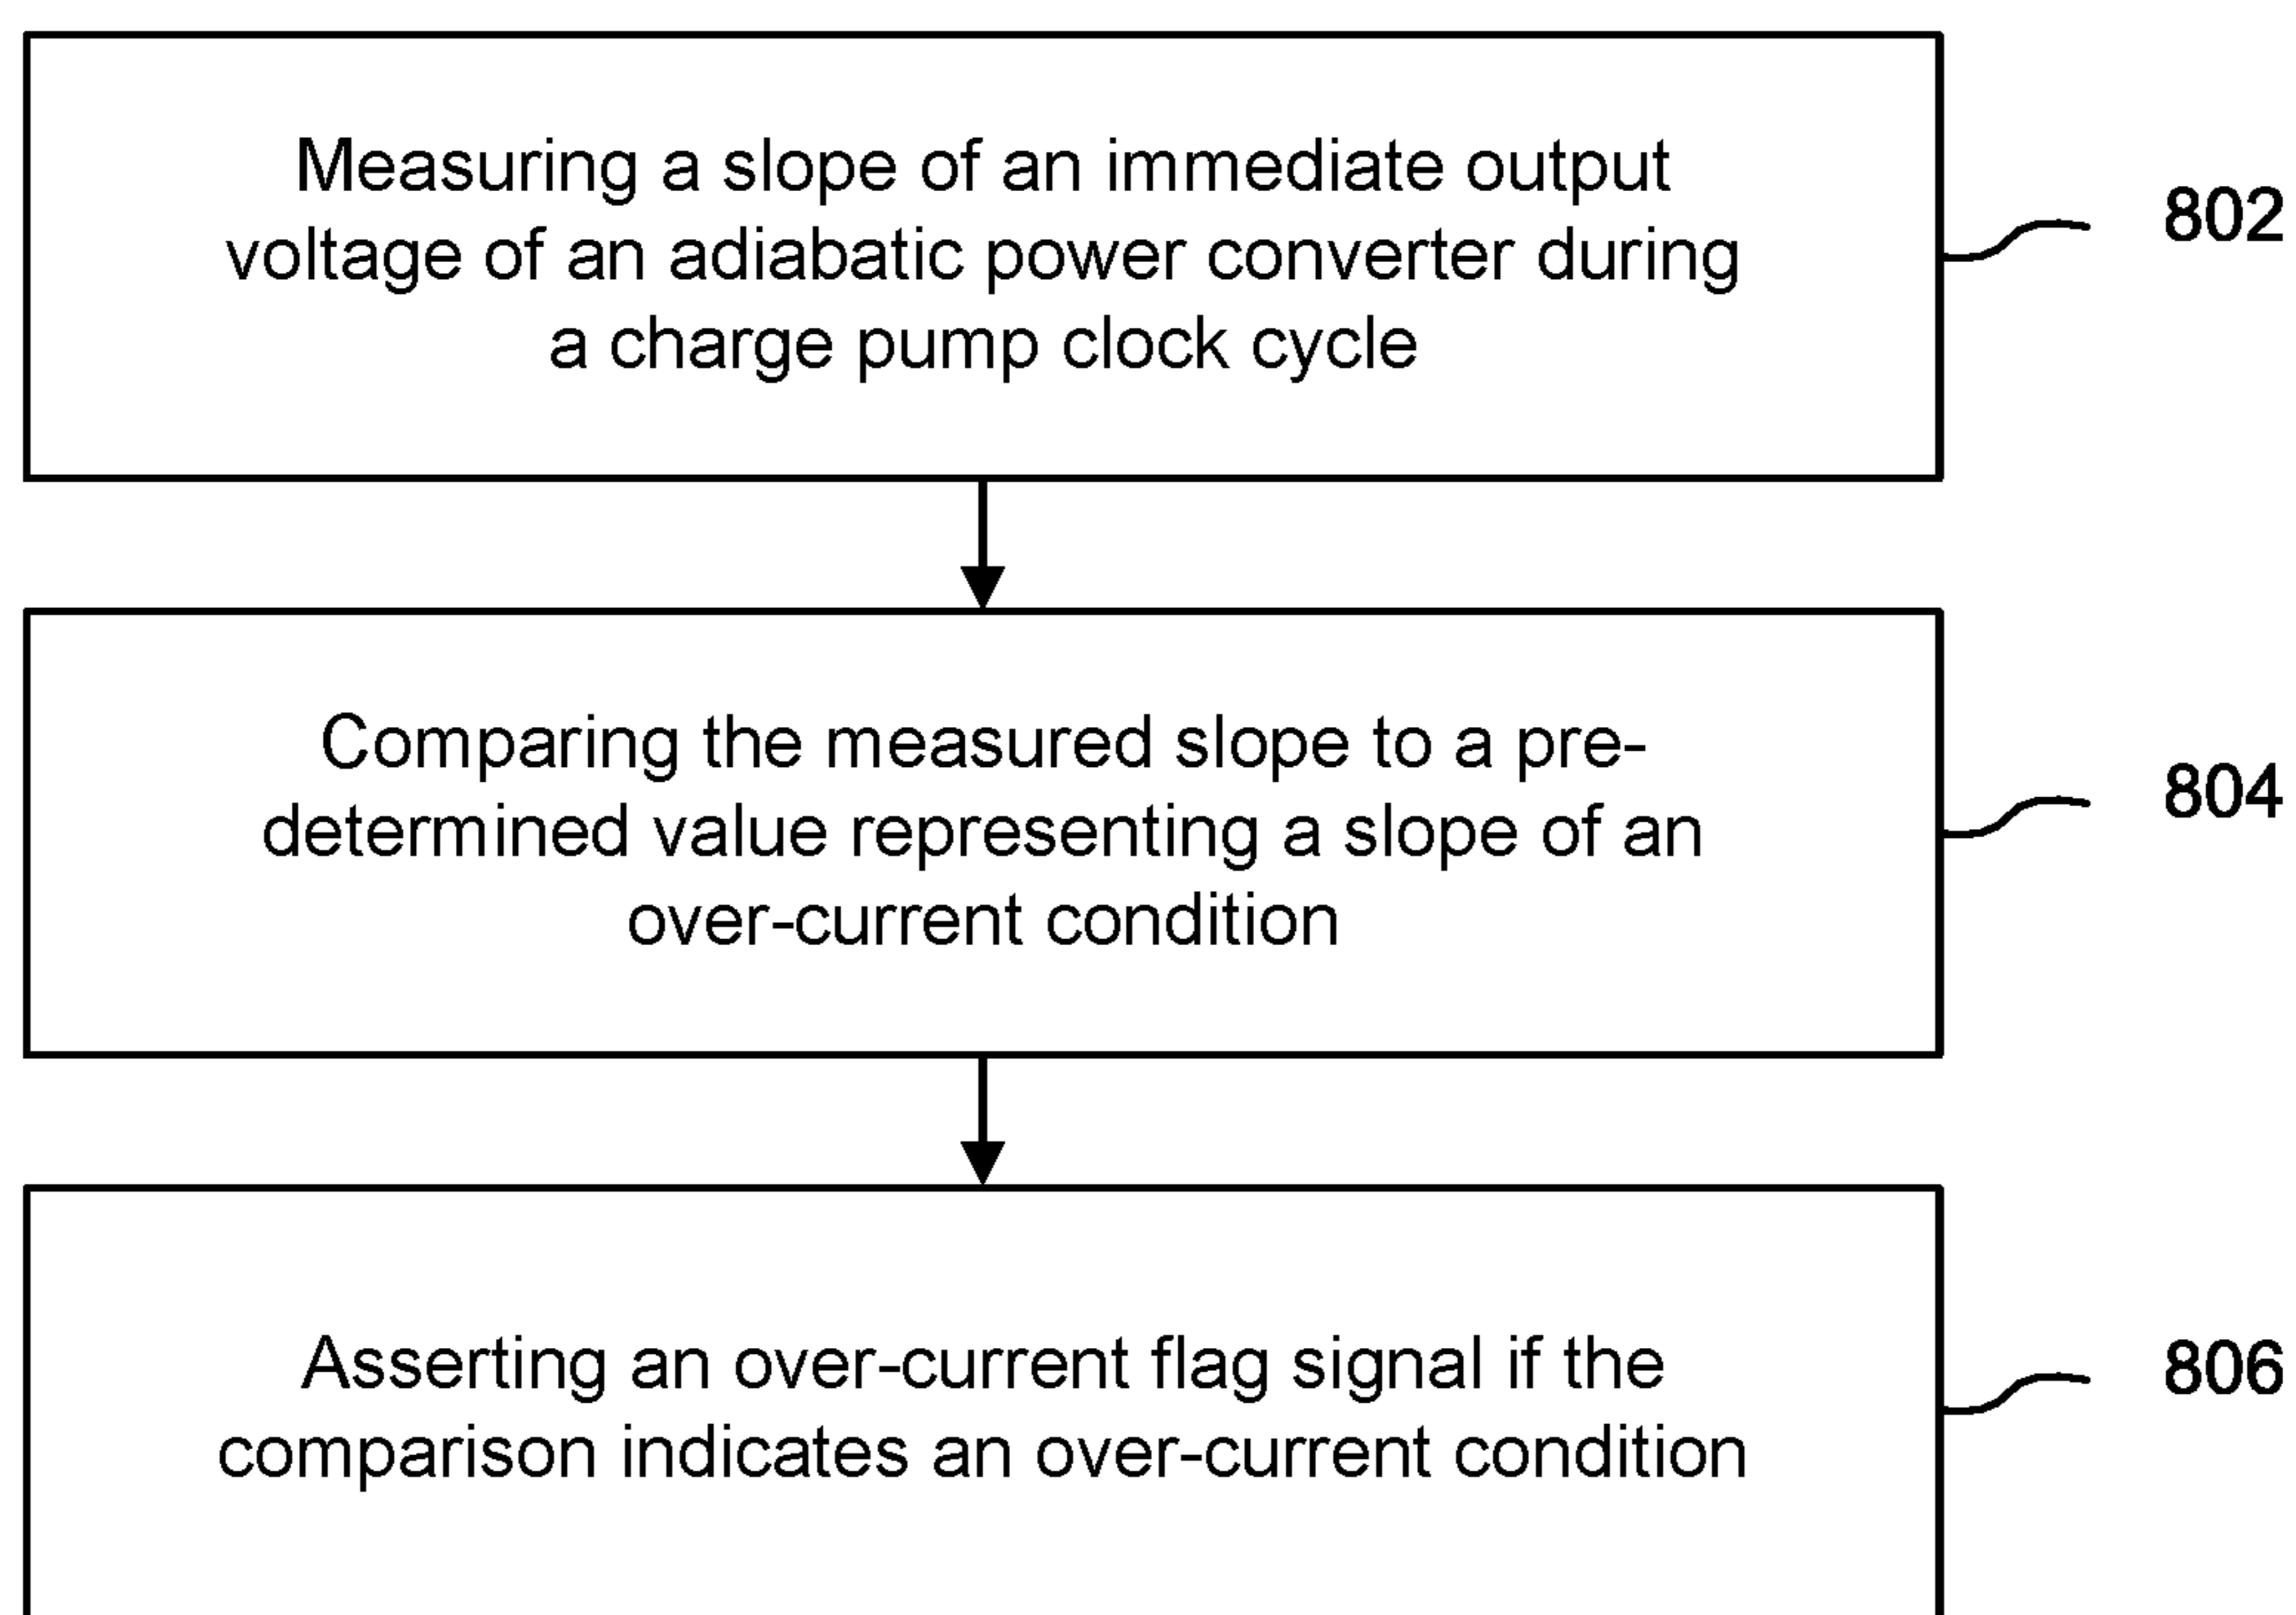 Measuring a slope of an immediate output
voltage of an adiabatic power converter during
a charge pump clock cycle
802
Comparing the measured slope to a pre-
determined value representing a slope of an
over-current condition
804
Asserting an over-current flag signal if the
comparison indicates an over-current condition
806